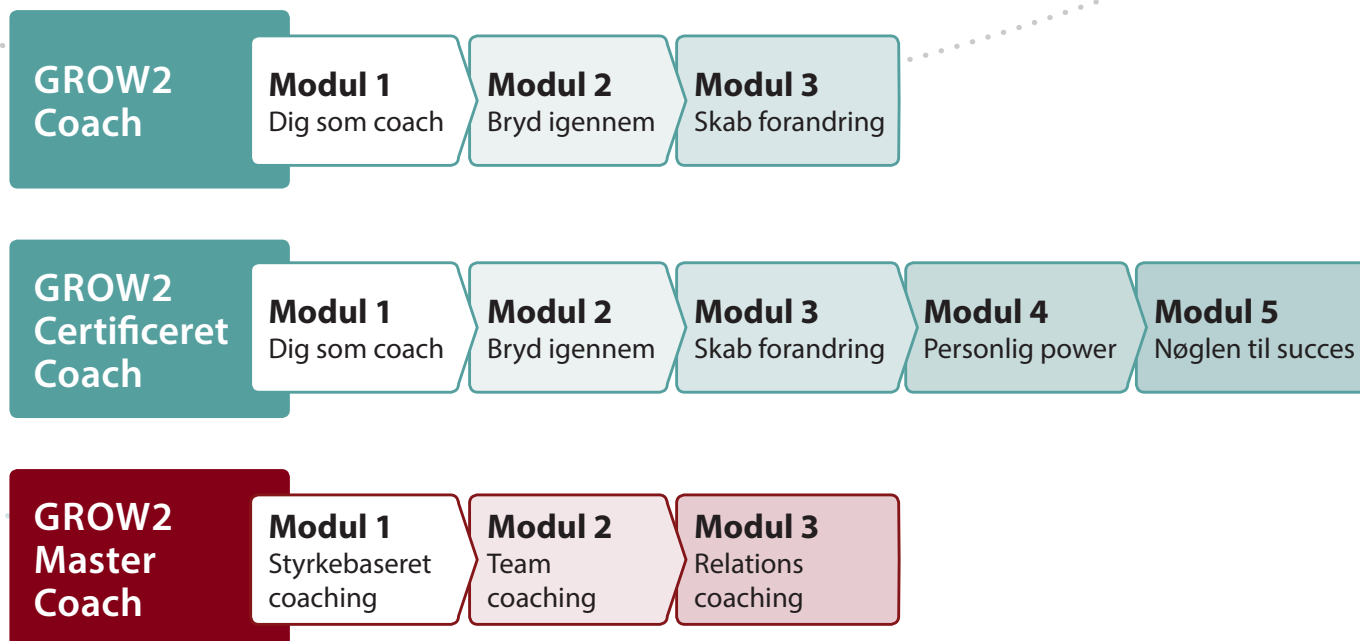 GROW2
Coach
Modul 1
Dig som coach
Modul 2
Bryd igennem
Modul 3
Skab forandring
GROW2
Certificeret
Coach
Modul 1
Dig som coach
Modul 2
Bryd igennem
Modul 3
Skab forandring
Modul 4
Personlig power
Modul 5
Nøglen til succes
GROW2
Master
Coach
Modul 1
Styrkebaseret
coaching
Modul 2
Team
coaching
Modul 3
Relations
coaching